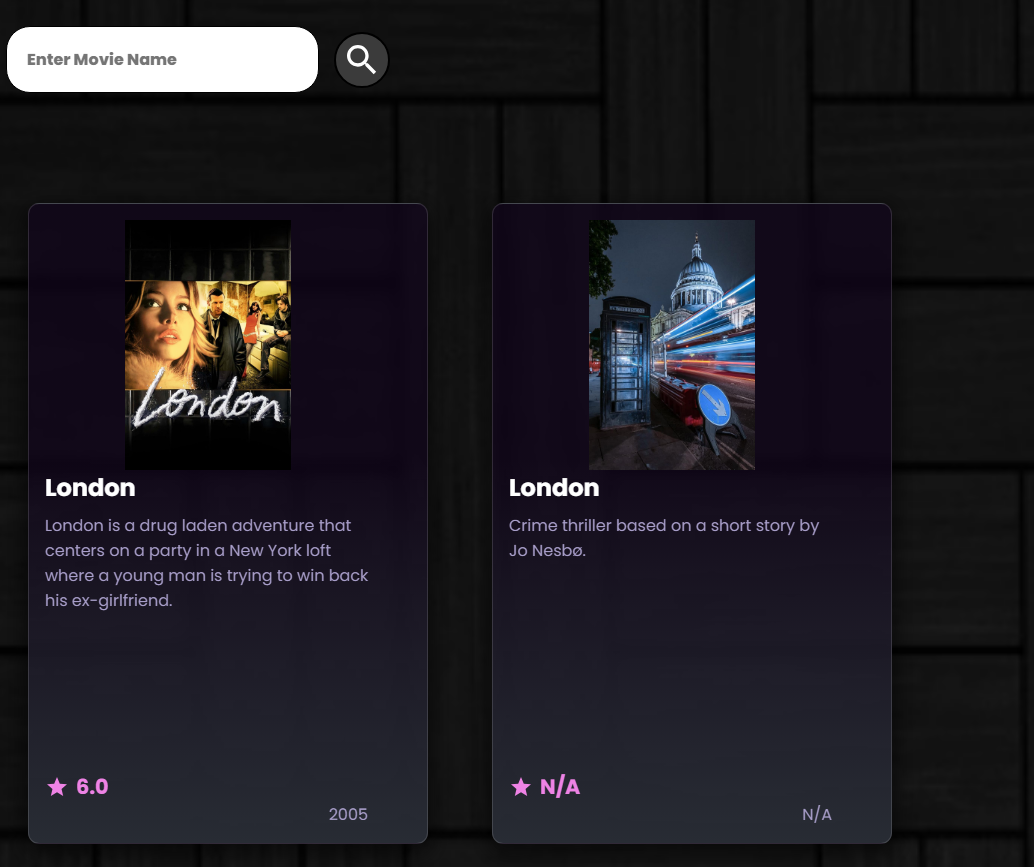 Enter Movie Name
London
London
London is a drug laden adventure that
centers on a party in a New York loft
where a young man is trying to win back
his ex-girlfriend.
6.0
2005
London
Crime thriller based on a short story by
Jo Nesbø.
N/A
N/A